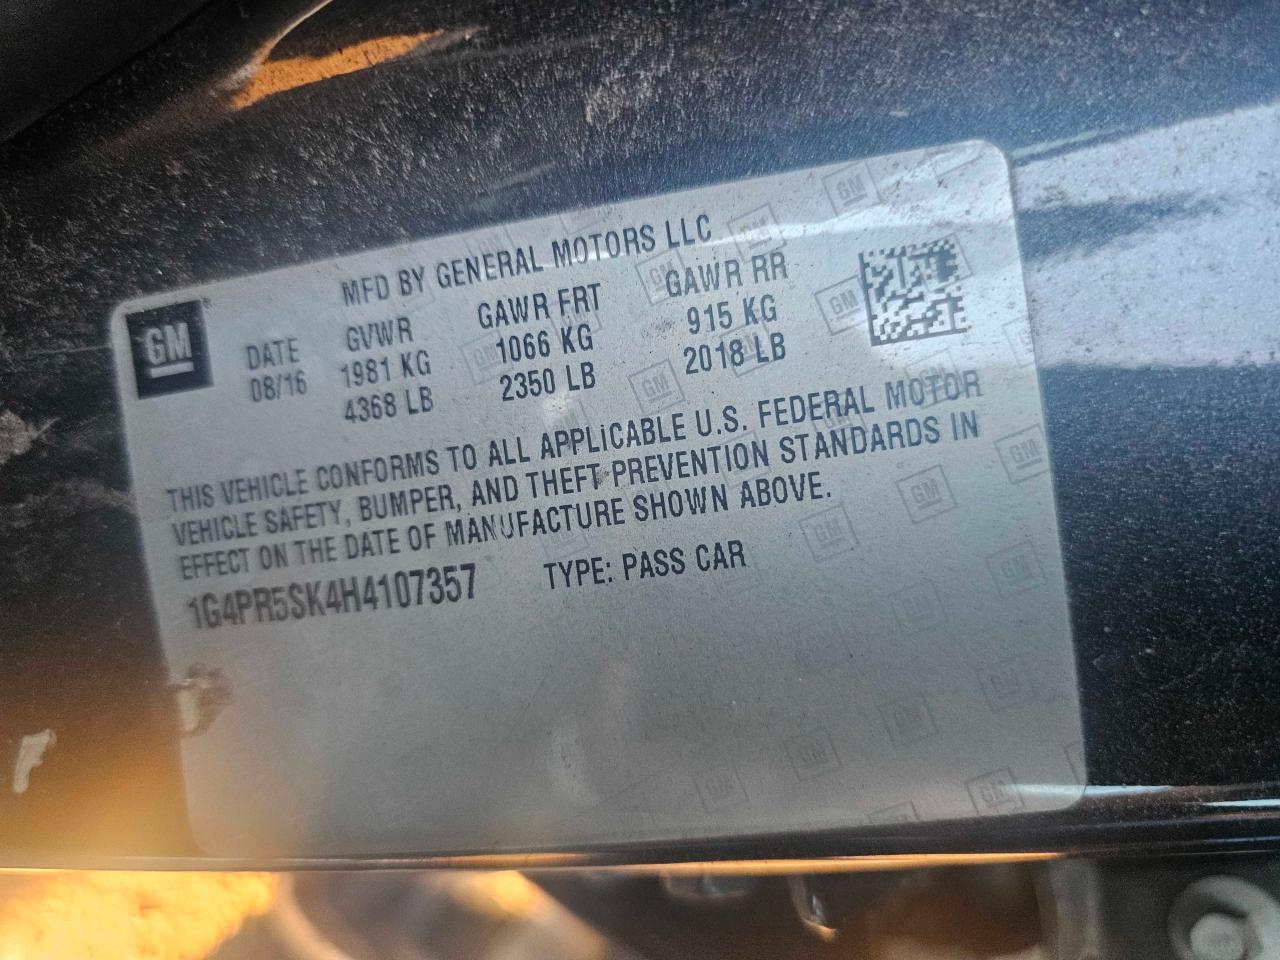 GM
MFD BY GENERAL MOTORS LLC
DATE GVWR GAWR FRT GAWR RR
08/16 1981 KG 1066 KG 915 KG
4368 LB 2350 LB 2018 LB
THIS VEHICLE CONFORMS TO ALL APPLICABLE U.S. FEDERAL MOTOR
VEHICLE SAFETY, BUMPER, AND THEFT PREVENTION STANDARDS IN
EFFECT ON THE DATE OF MANUFACTURE SHOWN ABOVE.
1G4PR5SK4H4107357 TYPE: PASS CAR